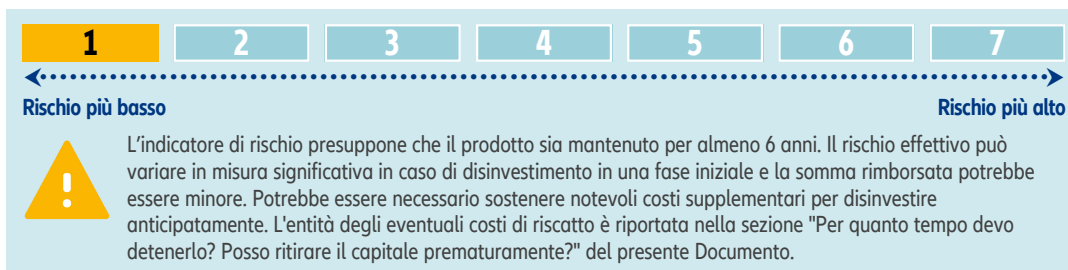 1 2 3 4 5 6 7
Rischio più basso Rischio più alto
L'indicatore di rischio presuppone che il prodotto sia mantenuto per almeno 6 anni. Il rischio effettivo può
variare in misura significativa in caso di disinvestimento in una fase iniziale e la somma rimborsata potrebbe
essere minore. Potrebbe essere necessario sostenere notevoli costi supplementari per disinvestire
anticipatamente. L'entità degli eventuali costi di riscatto è riportata nella sezione "Per quanto tempo devo
detenerlo? Posso ritirare il capitale prematuramente?" del presente Documento.